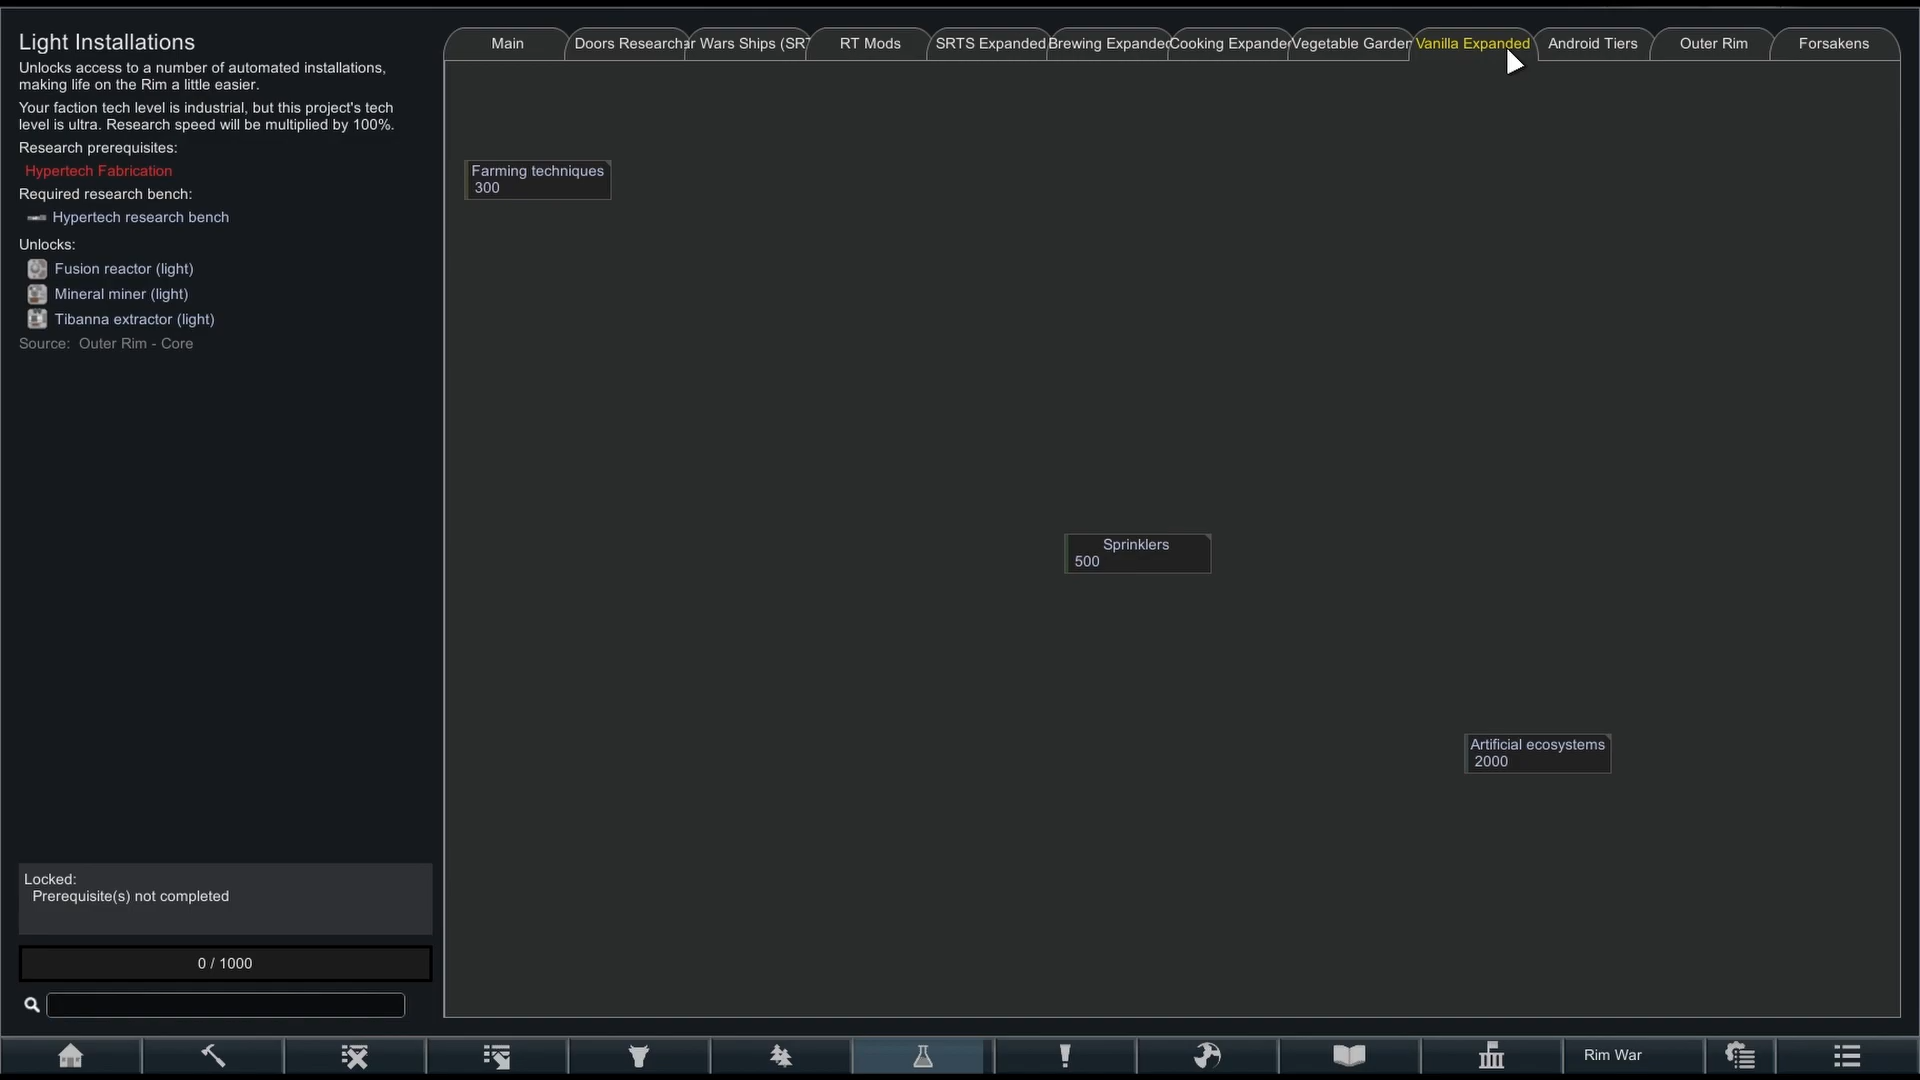 Light Installations
Unlocks access to a number of automated installations,
making life on the Rim a little easier.
Your faction tech level is industrial, but this project's tech
level is ultra. Research speed will be multiplied by 100%.
Research prerequisites:
Hypertech Fabrication
Required research bench:
Hypertech research bench
Unlocks:
Fusion reactor (light)
Mineral miner (light)
Tibanna extractor (light)
Source: Outer Rim - Core
Locked:
Prerequisite(s) not completed
0 / 1000
Main
Doors Research
ar Wars Ships (SRT
RT Mods
SRTS Expanded
Brewing Expanded
Cooking Expanded
Vegetable Garden
Vanilla Expanded
Android Tiers
Outer Rim
Forsakens
Farming techniques
300
Sprinklers
500
Artificial ecosystems
2000
Rim War